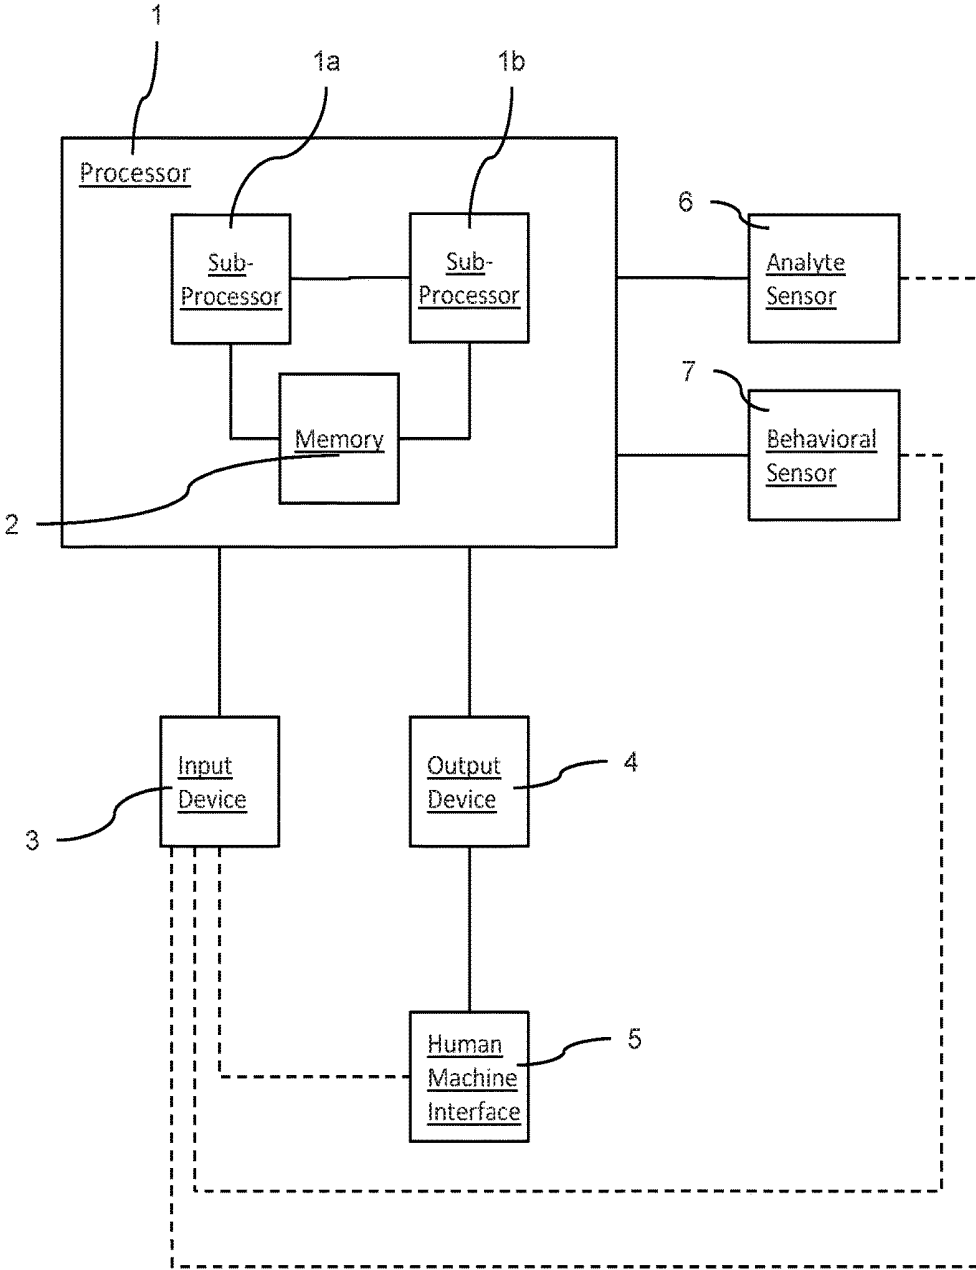 1
1a
1b
Processor
6
Sub-
Processor
Sub-
Processor
Analyte
Sensor
7
Memory
Behavioral
Sensor
2
Input
Device
Output
Device
4
3
Human
Machine
Interface
5